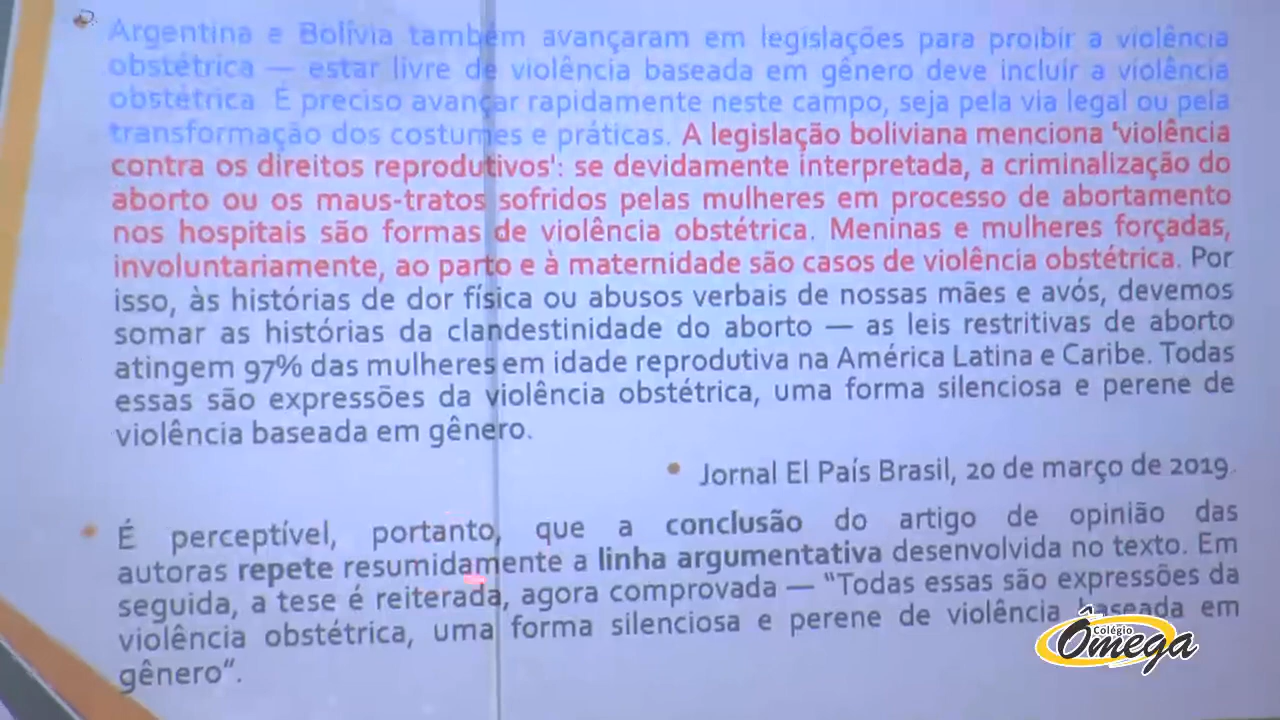 Argentina e Bolívia também avançaram em legislações para proibir a violência
obstétrica — estar livre de violência baseada em gênero deve incluir a violência
obstétrica. É preciso avançar rapidamente neste campo, seja pela via legal ou pela
transformação dos costumes e práticas. A legislação boliviana menciona 'violência
contra os direitos reprodutivos': se devidamente interpretada, a criminalização do
aborto ou os maus-tratos sofridos pelas mulheres em processo de abortamento
nos hospitais são formas de violência obstétrica. Meninas e mulheres forçadas,
involuntariamente, ao parto e à maternidade são casos de violência obstétrica. Por
isso, às histórias de dor física ou abusos verbais de nossas mães e avós, devemos
somar as histórias da clandestinidade do aborto — as leis restritivas de aborto
atingem 97% das mulheres em idade reprodutiva na América Latina e Caribe. Todas
essas são expressões da violência obstétrica, uma forma silenciosa e perene de
violência baseada em gênero.
Jornal El País Brasil, 20 de março de 2019.
É perceptível, portanto, que a conclusão do artigo de opinião das
autoras repete resumidamente a linha argumentativa desenvolvida no texto. Em
seguida, a tese é reiterada, agora comprovada — "Todas essas são expressões da
violência obstétrica, uma forma silenciosa e perene de violência baseada em
gênero".
Colégio
Ômega